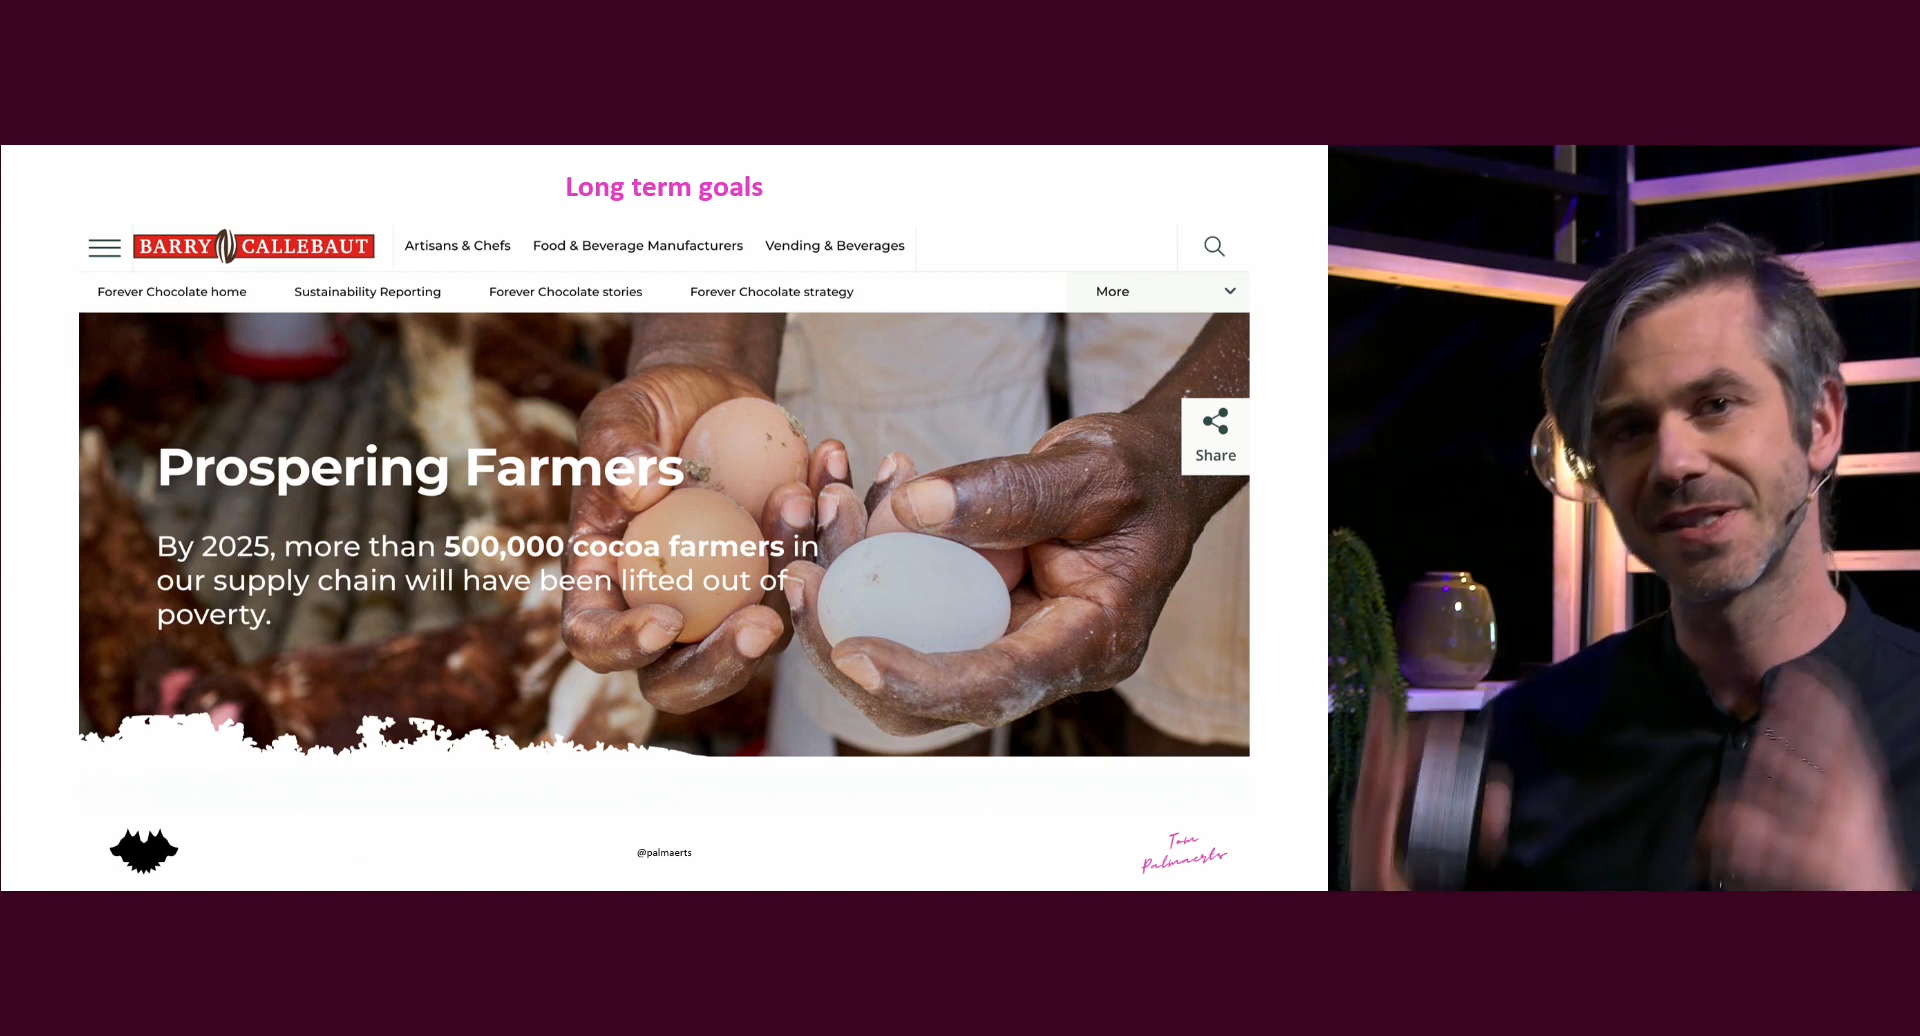 Long term goals
BARRY CALLEBAUT
Artisans & Chefs
Food & Beverage Manufacturers
Vending & Beverages
Forever Chocolate home
Sustainability Reporting
Forever Chocolate stories
Forever Chocolate strategy
More
Share
Prospering Farmers
By 2025, more than 500,000 cocoa farmers in
our supply chain will have been lifted out of
poverty.
@palmaerts
Tom
Palmaerts